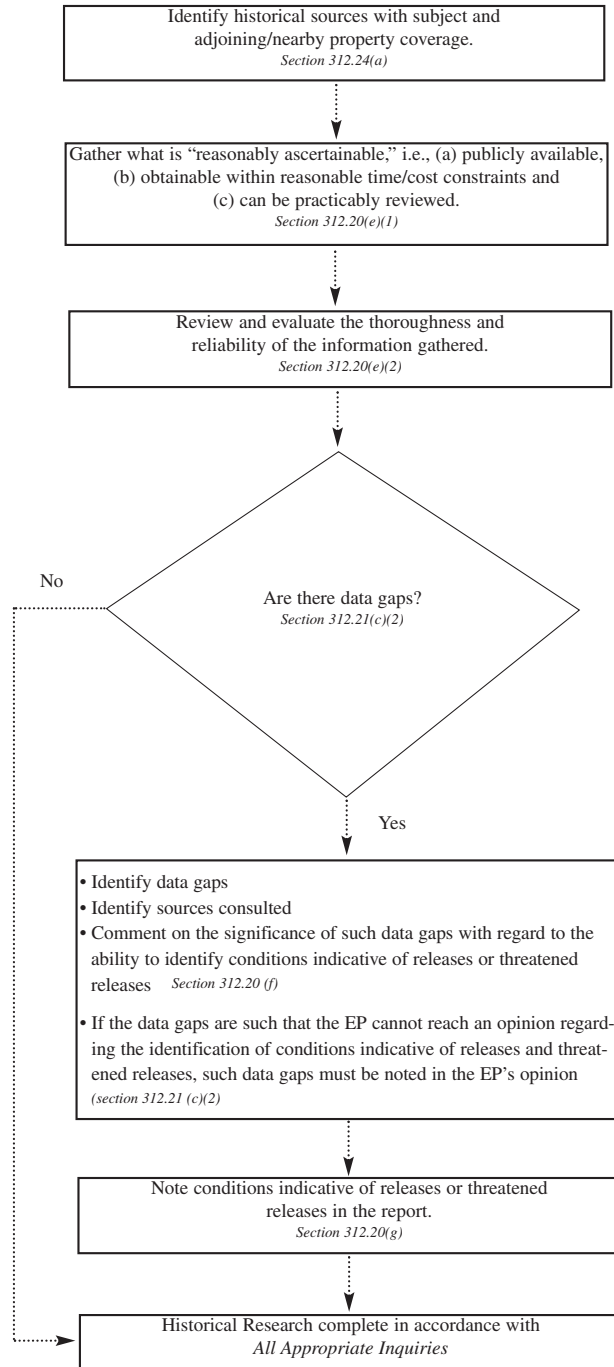 Identify historical sources with subject and
adjoining/nearby property coverage.
Section 312.24(a)
Gather what is “reasonably ascertainable,” i.e., (a) publicly available,
(b) obtainable within reasonable time/cost constraints and
(c) can be practicably reviewed.
Section 312.20(e)(1)
Review and evaluate the thoroughness and
reliability of the information gathered.
Section 312.20(e)(2)
No
Are there data gaps?
Section 312.21(c)(2)
Yes
• Identify data gaps
• Identify sources consulted
• Comment on the significance of such data gaps with regard to the
ability to identify conditions indicative of releases or threatened
releases Section 312.20 (f)
• If the data gaps are such that the EP cannot reach an opinion regard-
ing the identification of conditions indicative of releases and threat-
ened releases, such data gaps must be noted in the EP’s opinion
(section 312.21 (c)(2)
Note conditions indicative of releases or threatened
releases in the report.
Section 312.20(g)
Historical Research complete in accordance with
All Appropriate Inquiries